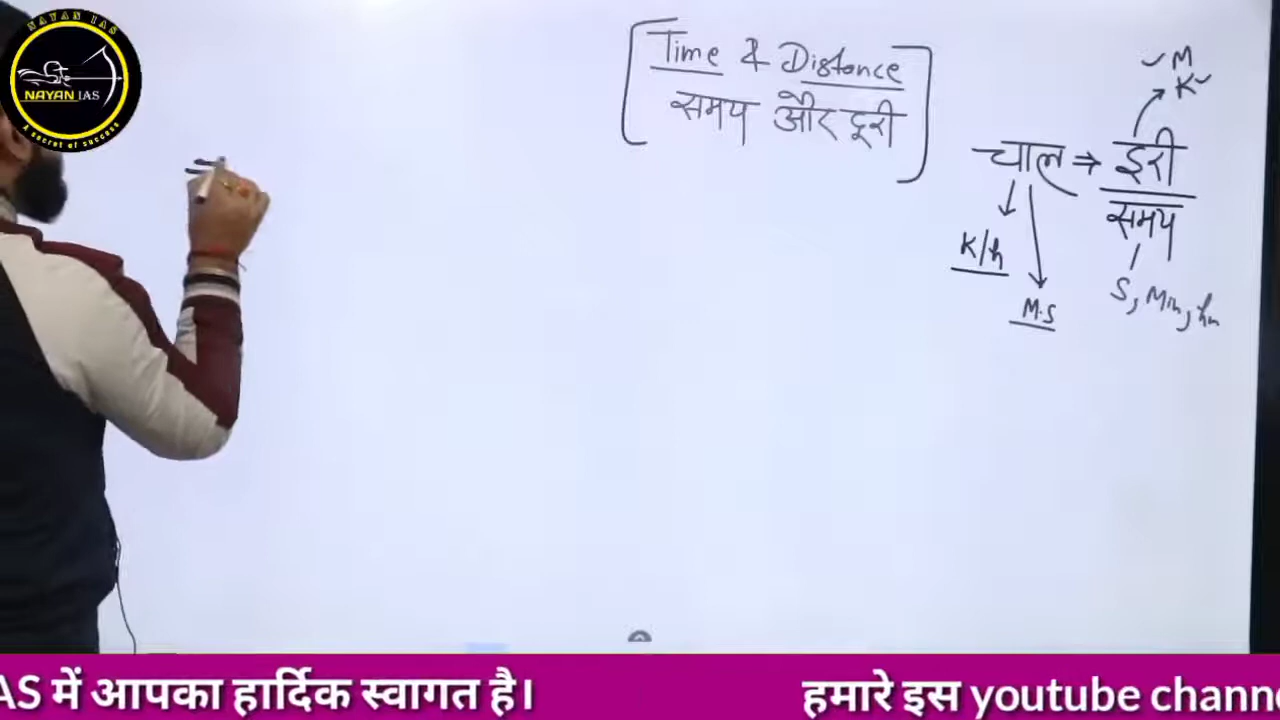 NAYAN IAS
NAYAN IAS
A secret of success
Time & Distance
समय और दूरी
M
K
चाल ⇒ दूरी
समय
K/h
M.S
S, Min, hr
AS में आपका हार्दिक स्वागत है।
हमारे इस youtube channe